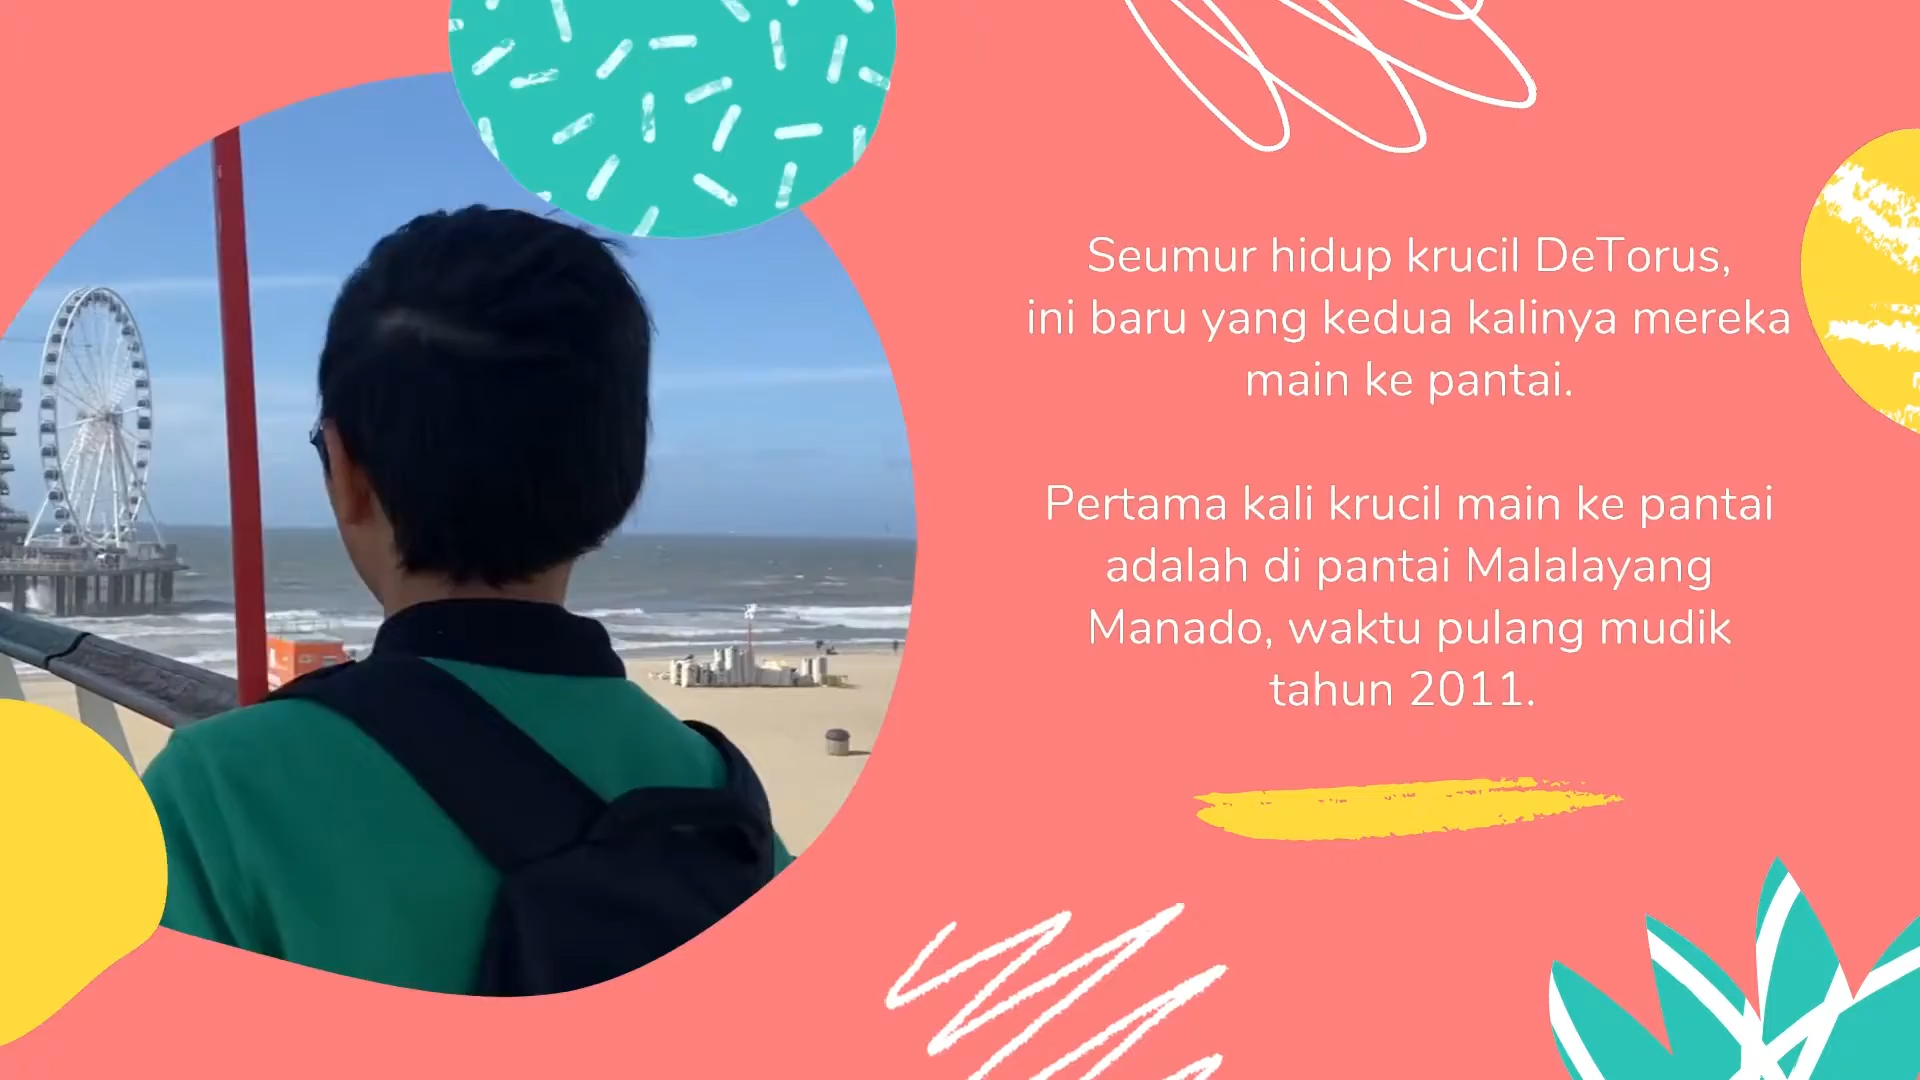 Seumur hidup krucil DeTorus,
ini baru yang kedua kalinya mereka
main ke pantai.
Pertama kali krucil main ke pantai
adalah di pantai Malalayang
Manado, waktu pulang mudik
tahun 2011.